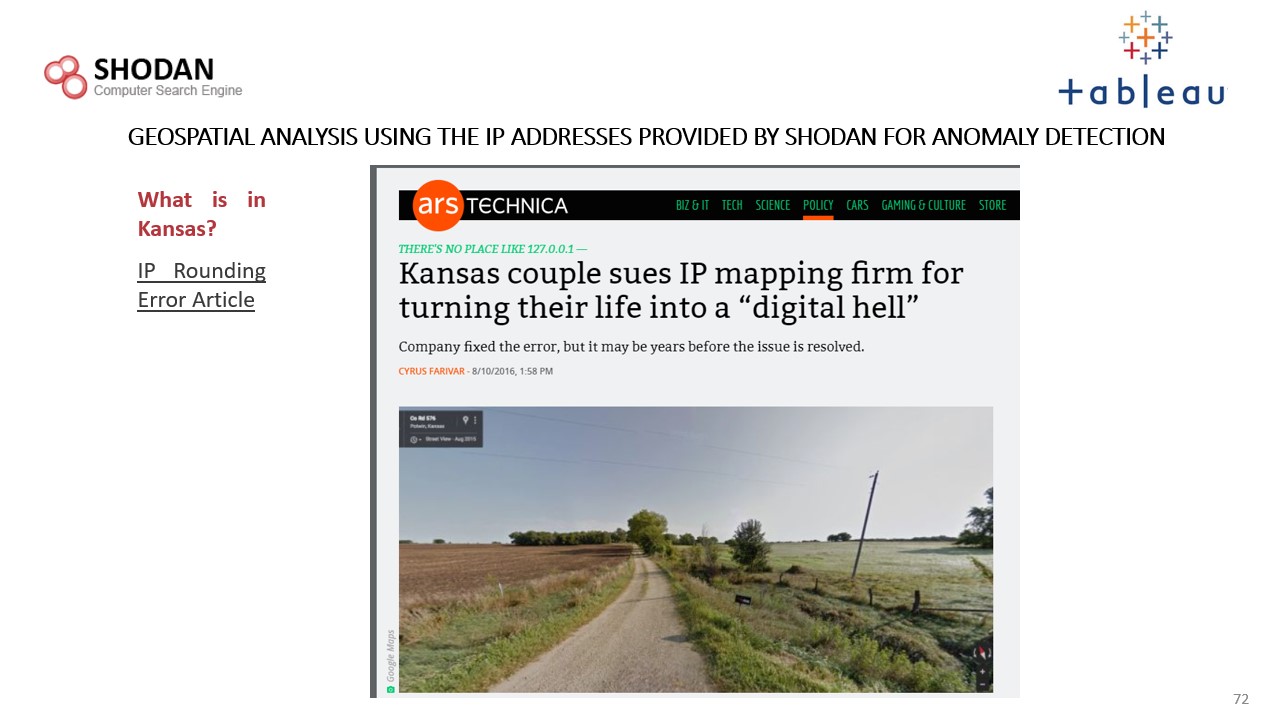 SHODAN
Computer Search Engine
+ableau
GEOSPATIAL ANALYSIS USING THE IP ADDRESSES PROVIDED BY SHODAN FOR ANOMALY DETECTION
What is in
Kansas?
IP Rounding
Error Article
ars TECHNICA
BIZ & IT TECH SCIENCE POLICY CARS GAMING & CULTURE STORE
THERE'S NO PLACE LIKE 127.0.0.1 —
Kansas couple sues IP mapping firm for
turning their life into a “digital hell”
Company fixed the error, but it may be years before the issue is resolved.
CYRUS FARIVAR - 8/10/2016, 1:58 PM
Co Rd 576
Potwin, Kansas
Street View - Aug 2013
Google Maps
72